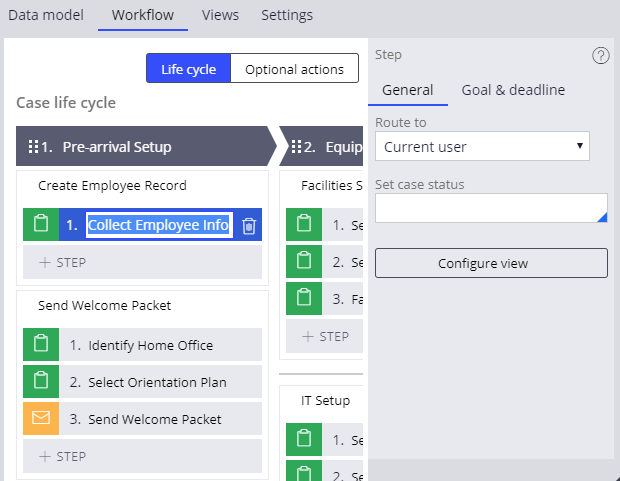 Data model Workflow Views Settings
Life cycle Optional actions
Case life cycle
1. Pre-arrival Setup
Create Employee Record
1. Collect Employee Info
+ STEP
Send Welcome Packet
1. Identify Home Office
2. Select Orientation Plan
3. Send Welcome Packet
+ STEP
2. Equip
Facilities S
1. Se
2. Se
3. Fa
+ STEP
IT Setup
1. Se
2. Se
Step ?
General Goal & deadline
Route to
Current user
Set case status
Configure view